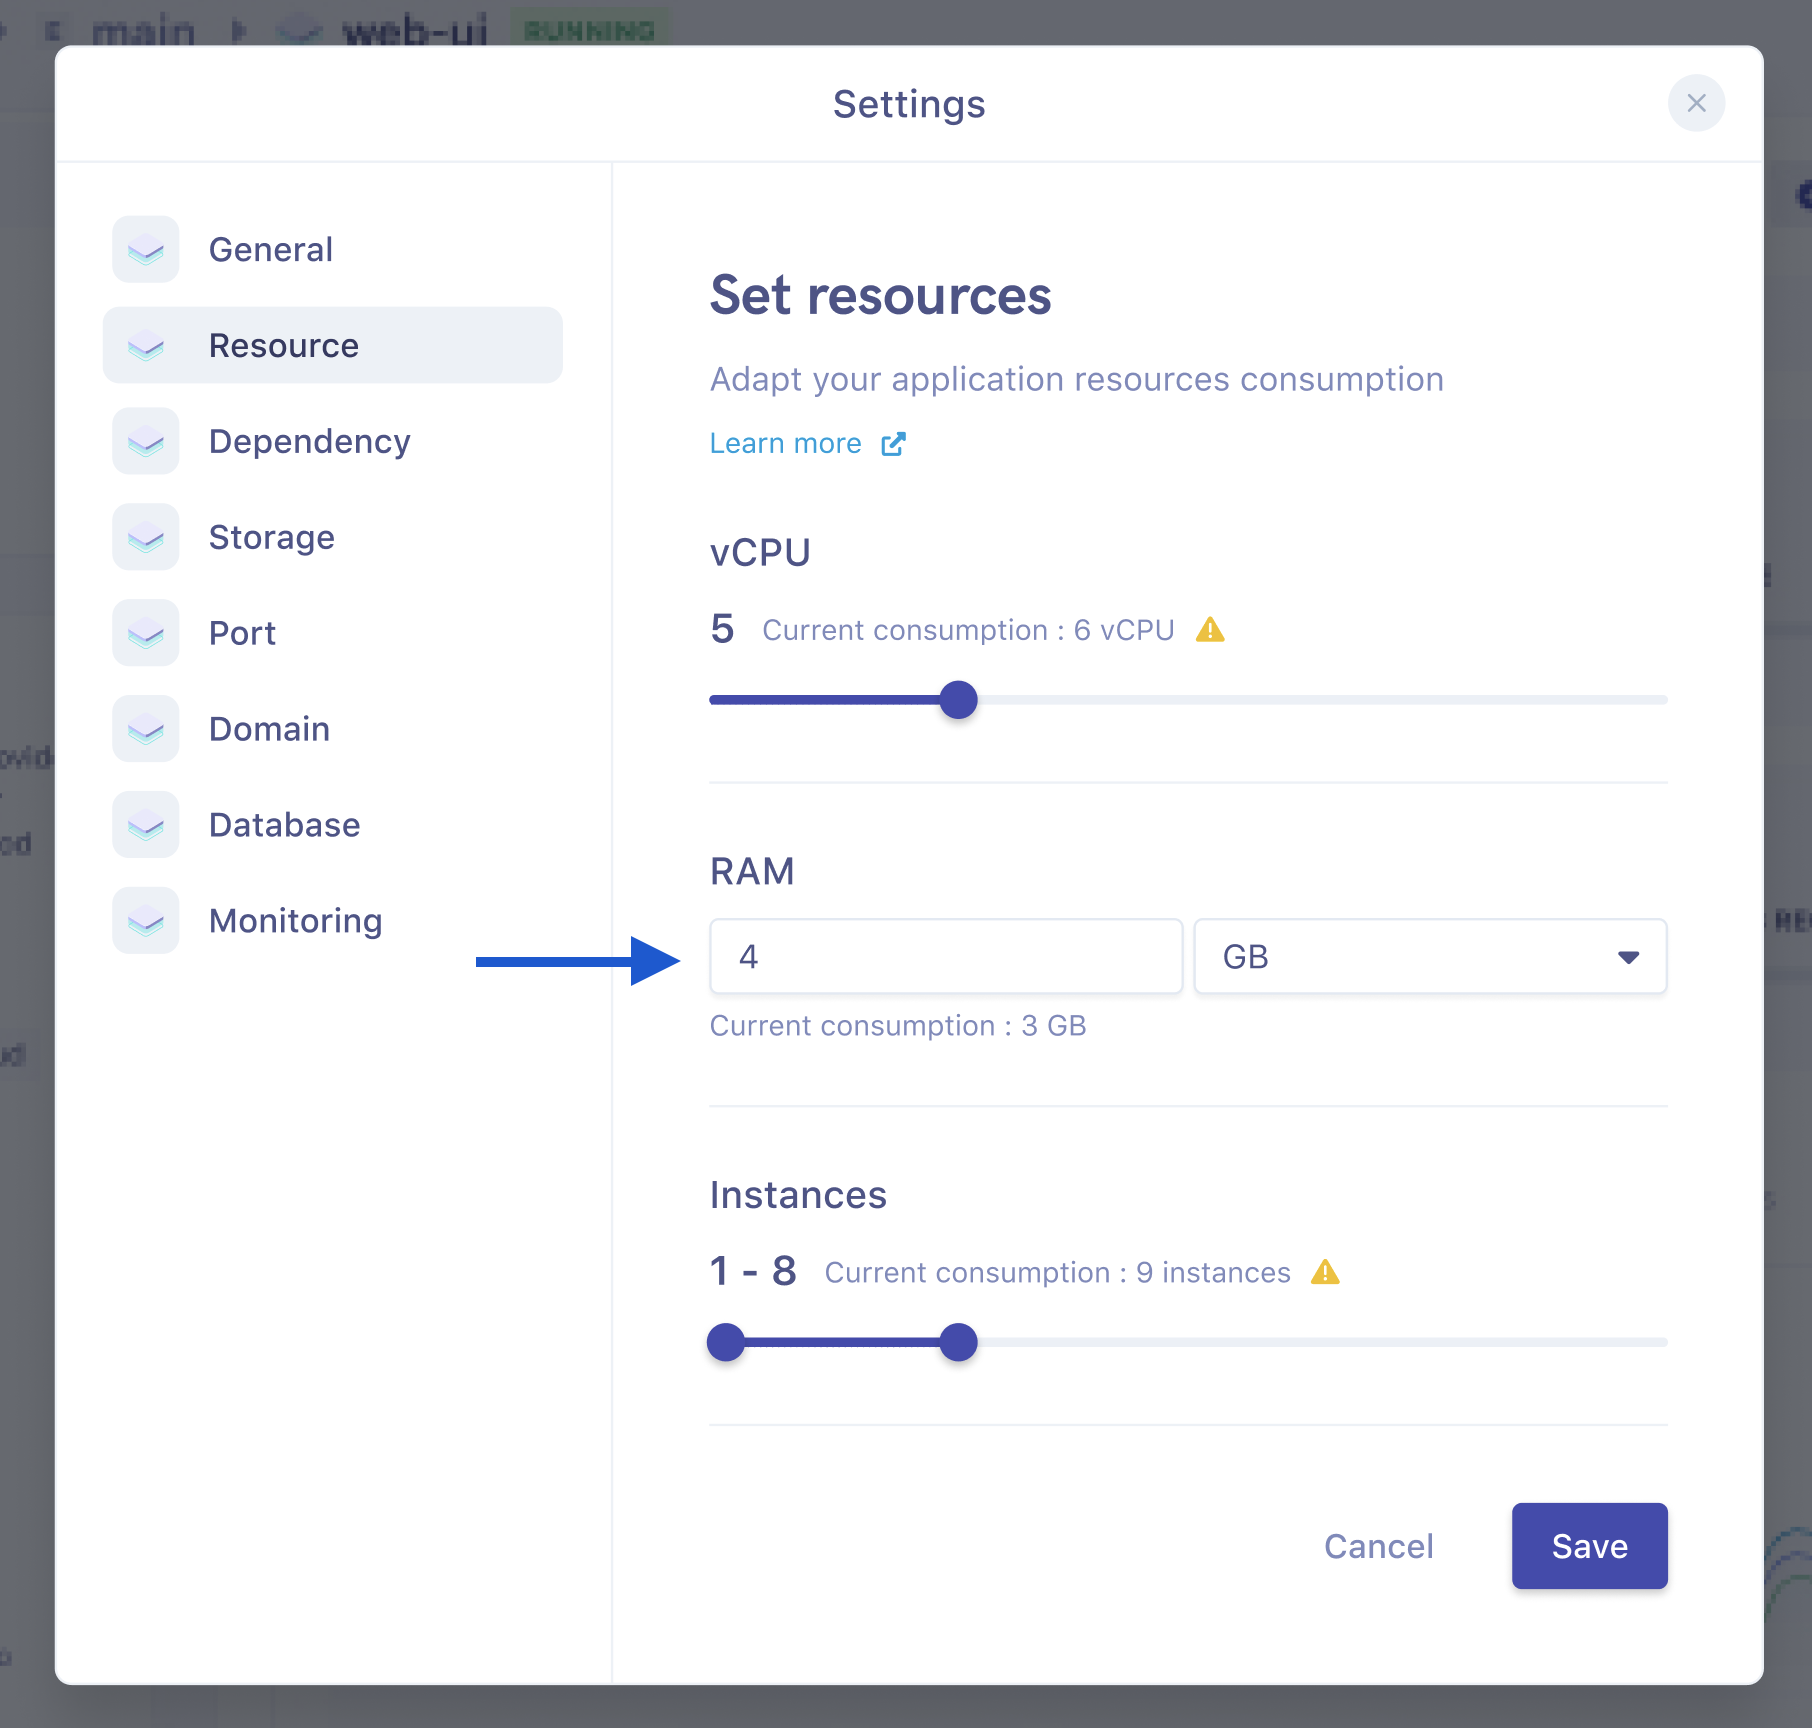 main
web-ui
RUNNING
Settings
General
Resource
Dependency
Storage
Port
Domain
Database
Monitoring
Set resources
Adapt your application resources consumption
Learn more
vCPU
5 Current consumption : 6 vCPU
RAM
4 GB
Current consumption : 3 GB
Instances
1 - 8 Current consumption : 9 instances
Cancel Save